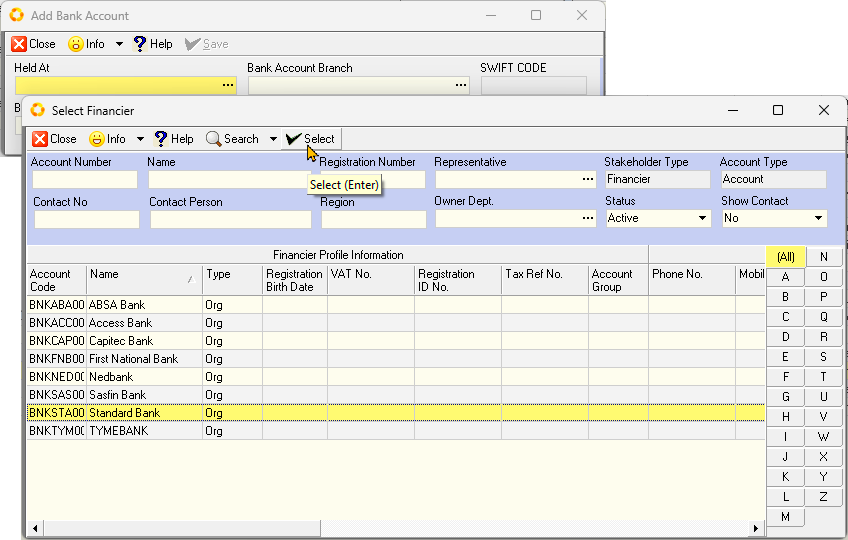 Add Bank Account
Close Info Help Save
Held At Bank Account Branch SWIFT CODE
... ...
B
Select Financier
Close Info Help Search Select
Account Number Name Registration Number Representative Stakeholder Type Account Type
... Financier Account
Select (Enter)
Contact No Contact Person Region Owner Dept. Status Show Contact
... Active No
Financier Profile Information
Account Code Name Type Registration Birth Date VAT No. Registration ID No. Tax Ref No. Account Group Phone No. Mobil
BNKABA00 ABSA Bank Org
BNKACC00 Access Bank Org
BNKCAP00 Capitec Bank Org
BNKFNB00 First National Bank Org
BNKNED00 Nedbank Org
BNKSAS00 Sasfin Bank Org
BNKSTA00 Standard Bank Org
BNKTYM00 TYMEBANK Org
(All) N
A O
B P
C Q
D R
E S
F T
G U
H V
I W
J X
K Y
L Z
M